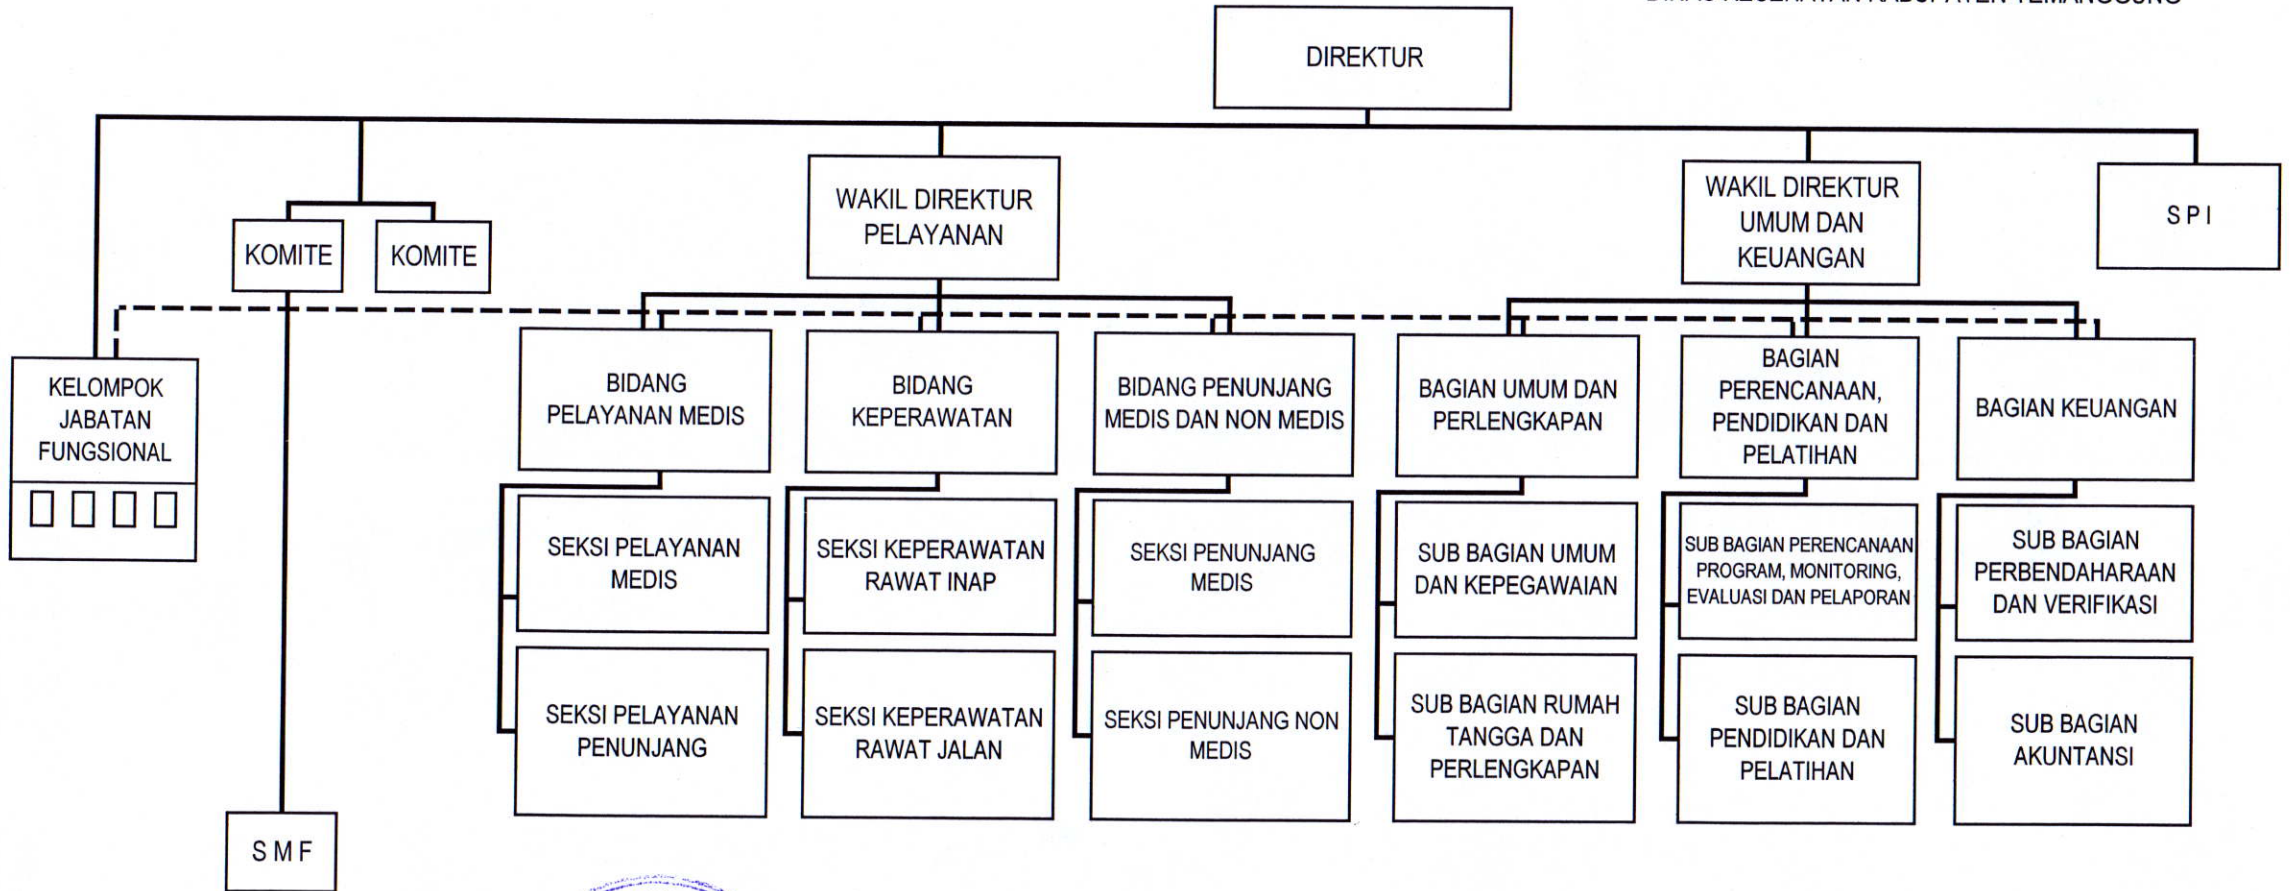 DINAS KESEHATAN KABUPATEN TEMANGGUNG
DIREKTUR
WAKIL DIREKTUR
PELAYANAN
WAKIL DIREKTUR
UMUM DAN
KEUANGAN
S P I
KOMITE
KOMITE
KELOMPOK
JABATAN
FUNGSIONAL
BIDANG
PELAYANAN MEDIS
BIDANG
KEPERAWATAN
BIDANG PENUNJANG
MEDIS DAN NON MEDIS
BAGIAN UMUM DAN
PERLENGKAPAN
BAGIAN
PERENCANAAN,
PENDIDIKAN DAN
PELATIHAN
BAGIAN KEUANGAN
SEKSI PELAYANAN
MEDIS
SEKSI KEPERAWATAN
RAWAT INAP
SEKSI PENUNJANG
MEDIS
SUB BAGIAN UMUM
DAN KEPEGAWAIAN
SUB BAGIAN PERENCANAAN
PROGRAM, MONITORING,
EVALUASI DAN PELAPORAN
SUB BAGIAN
PERBENDAHARAAN
DAN VERIFIKASI
SEKSI PELAYANAN
PENUNJANG
SEKSI KEPERAWATAN
RAWAT JALAN
SEKSI PENUNJANG NON
MEDIS
SUB BAGIAN RUMAH
TANGGA DAN
PERLENGKAPAN
SUB BAGIAN
PENDIDIKAN DAN
PELATIHAN
SUB BAGIAN
AKUNTANSI
S M F